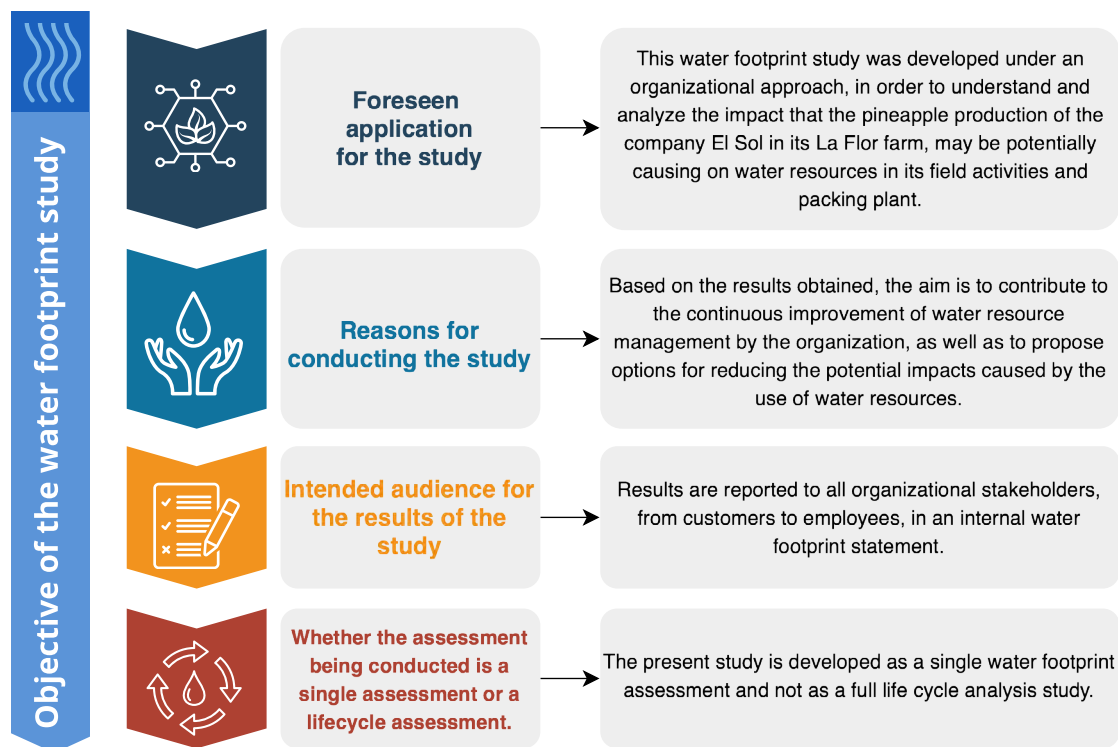 Objective of the water footprint study
Foreseen
application
for the study
This water footprint study was developed under an
organizational approach, in order to understand and
analyze the impact that the pineapple production of the
company El Sol in its La Flor farm, may be potentially
causing on water resources in its field activities and
packing plant.
Reasons for
conducting the study
Based on the results obtained, the aim is to contribute to
the continuous improvement of water resource
management by the organization, as well as to propose
options for reducing the potential impacts caused by the
use of water resources.
Intended audience for
the results of the
study
Results are reported to all organizational stakeholders,
from customers to employees, in an internal water
footprint statement.
Whether the assessment
being conducted is a
single assessment or a
lifecycle assessment.
The present study is developed as a single water footprint
assessment and not as a full life cycle analysis study.